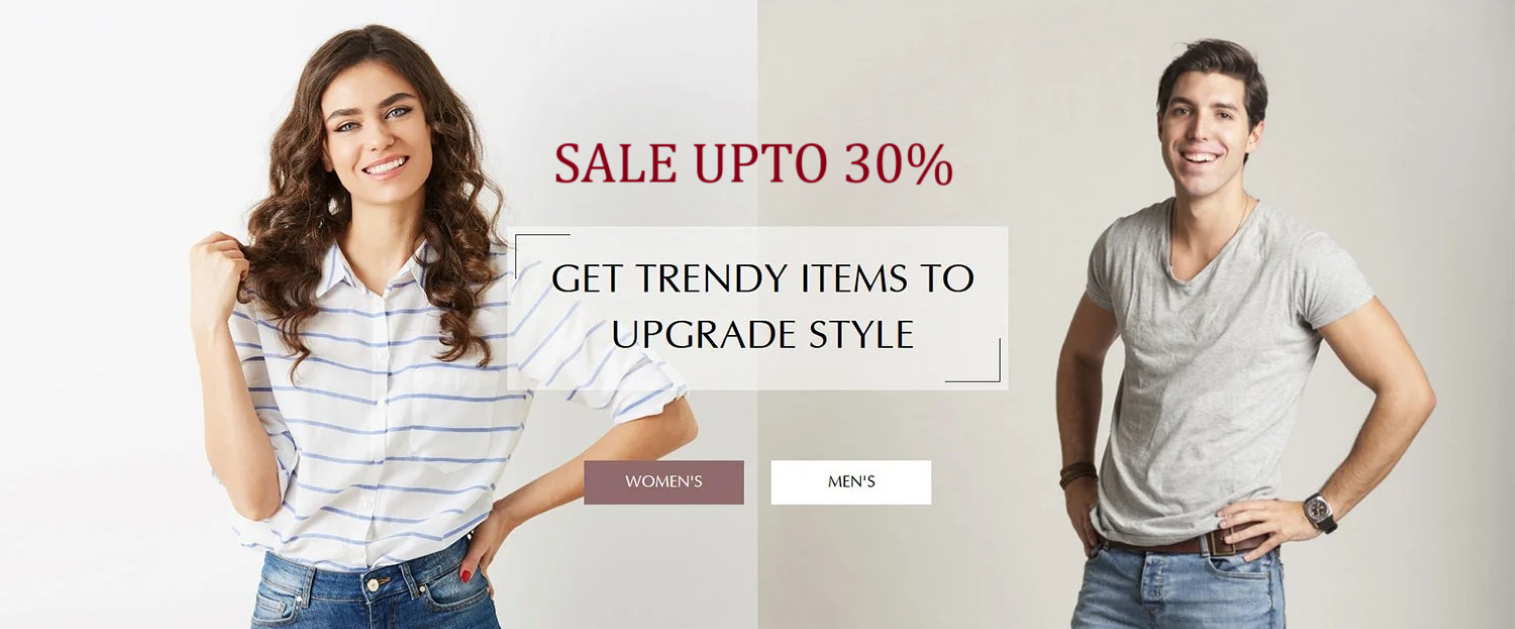 SALE UPTO 30%
GET TRENDY ITEMS TO
UPGRADE STYLE
WOMEN'S
MEN'S